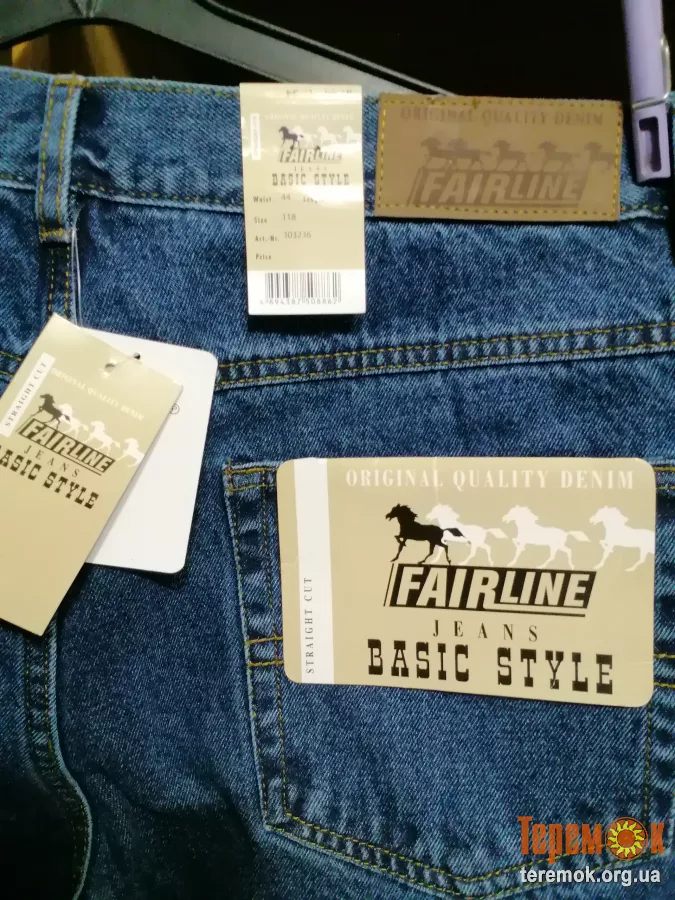 FAIRLINE
JEANS
BASIC STYLE
Waist 44
Size 118
Art.-Nr. 303236
Price
ORIGINAL QUALITY DENIM
FAIRLINE
STRAIGHT CUT
ORIGINAL QUALITY DENIM
FAIRLINE
JEANS
BASIC STYLE
STRAIGHT CUT
ORIGINAL QUALITY DENIM
FAIRLINE
JEANS
BASIC STYLE
Теремок
teremok.org.ua